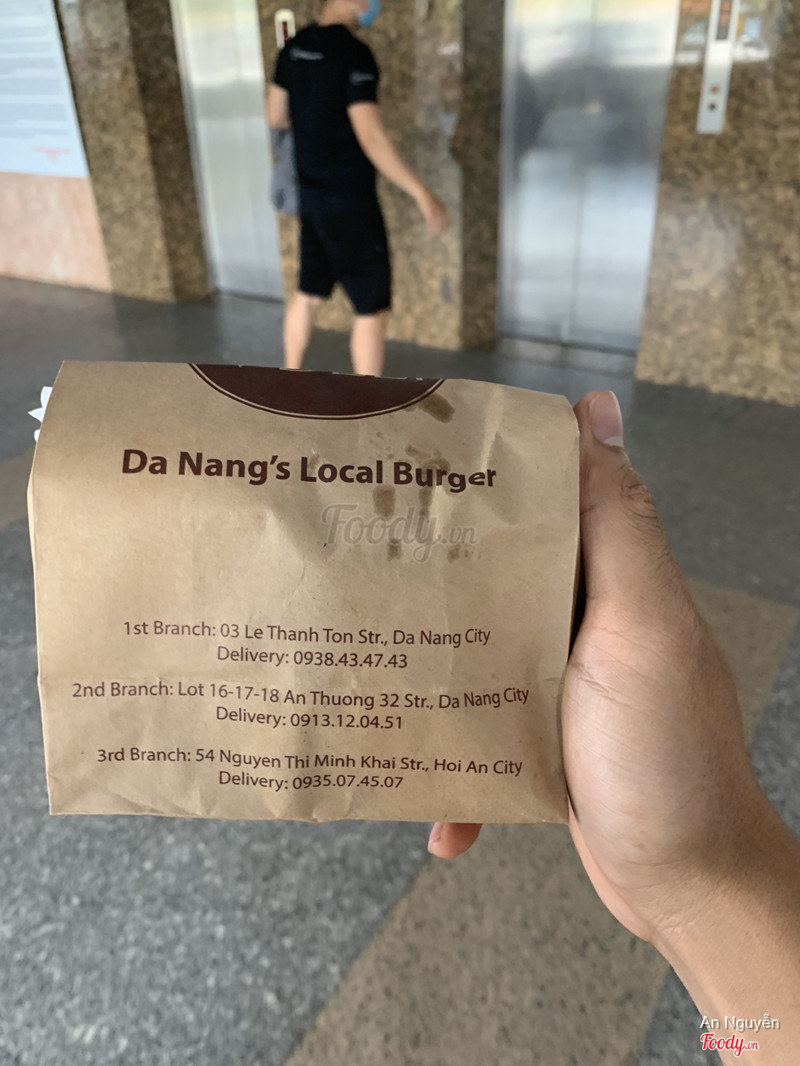 Da Nang's Local Burger
Foody.vn
1st Branch: 03 Le Thanh Ton Str., Da Nang City
Delivery: 0938.43.47.43
2nd Branch: Lot 16-17-18 An Thuong 32 Str., Da Nang City
Delivery: 0913.12.04.51
3rd Branch: 54 Nguyen Thi Minh Khai Str., Hoi An City
Delivery: 0935.07.45.07
An Nguyễn
Foody.vn